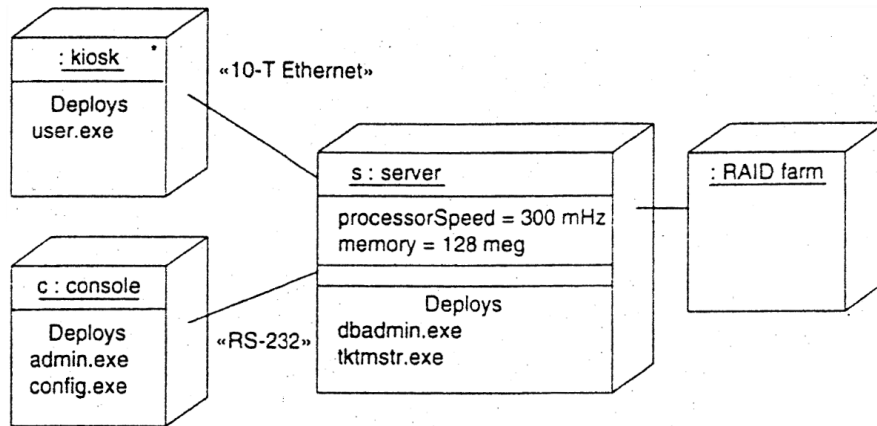 : kiosk *
Deploys
user.exe
«10-T Ethernet»
c : console
Deploys
admin.exe
config.exe
«RS-232»
s : server
processorSpeed = 300 mHz
memory = 128 meg
Deploys
dbadmin.exe
tktmstr.exe
: RAID farm